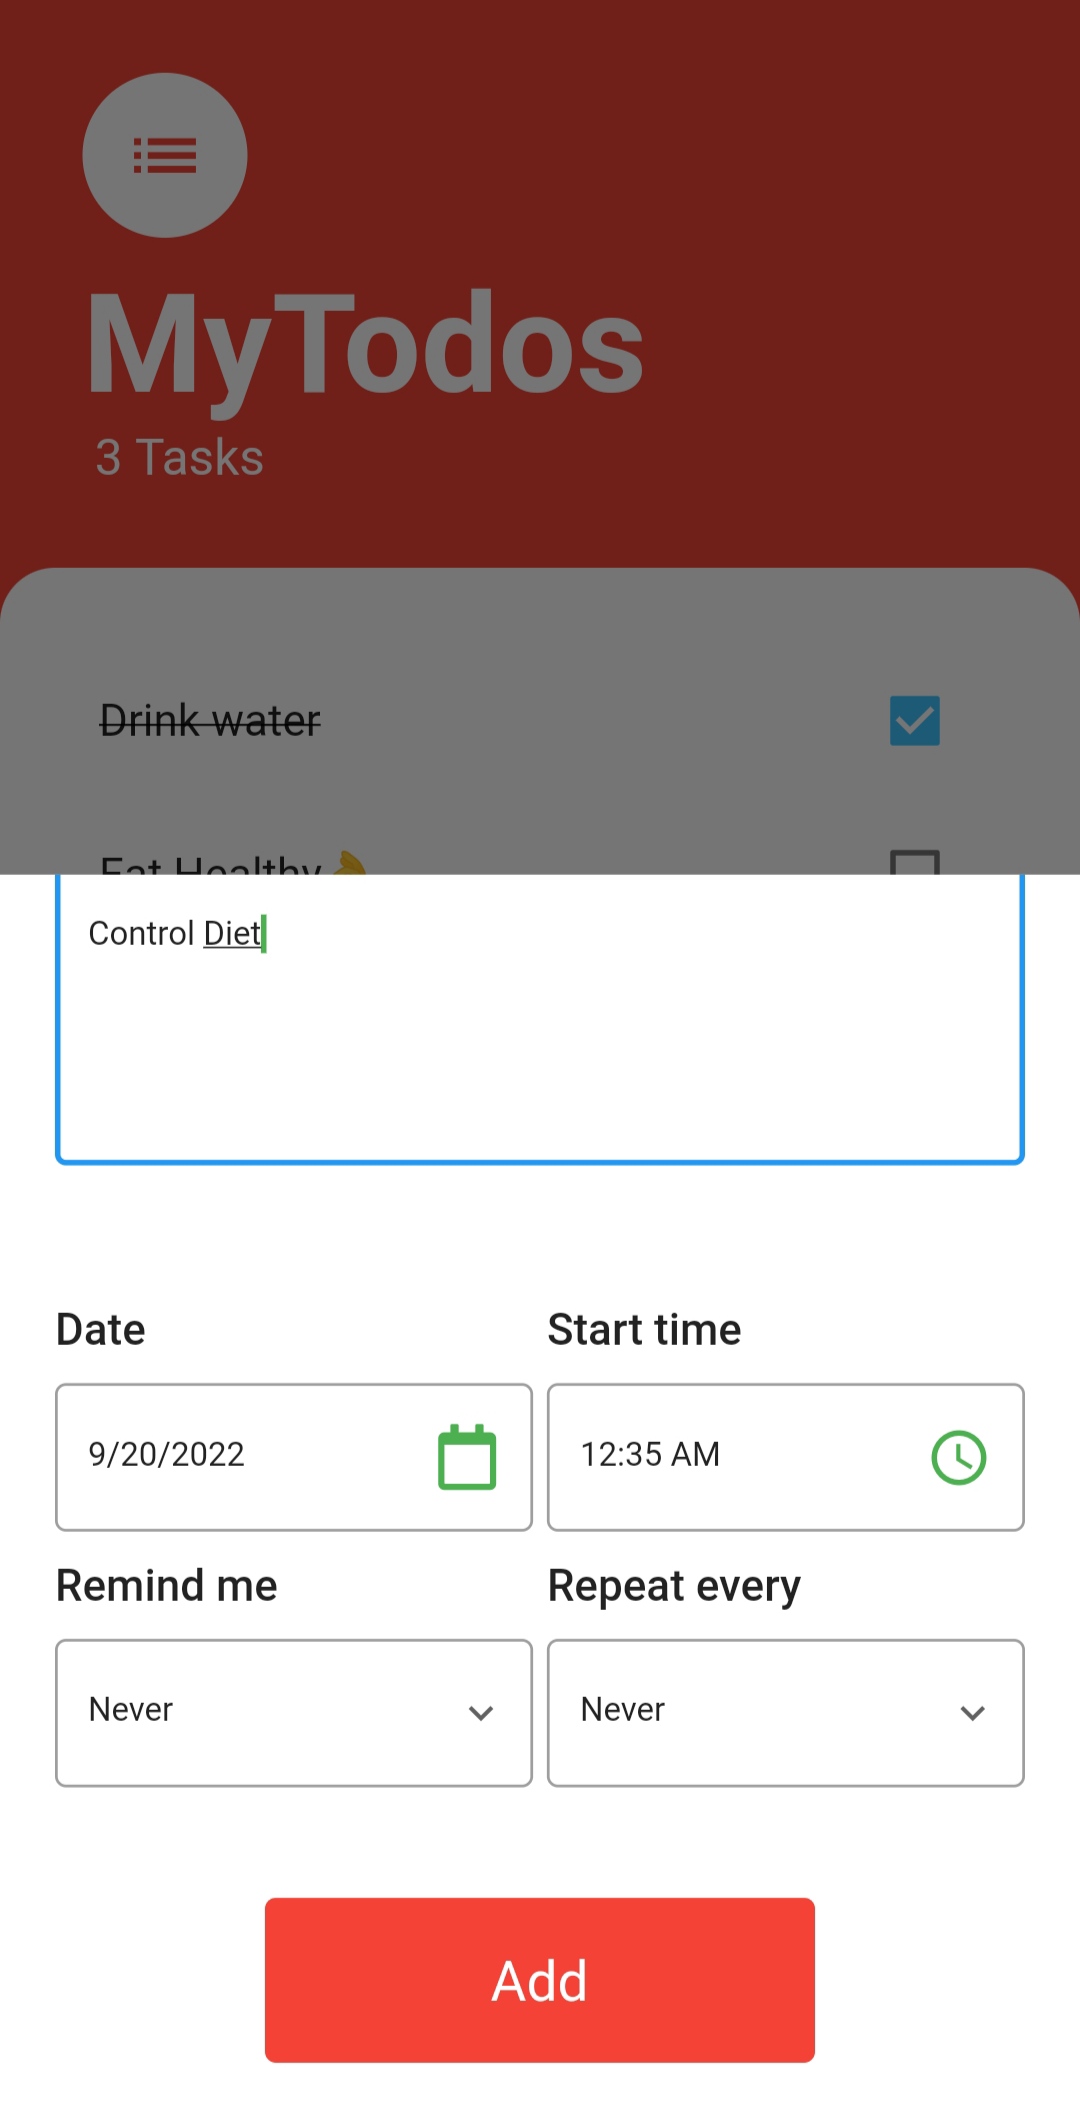 MyTodos
3 Tasks
Drink water
Eat Healthy
Control Diet
Date Start time
9/20/2022 12:35 AM
Remind me Repeat every
Never Never
Add